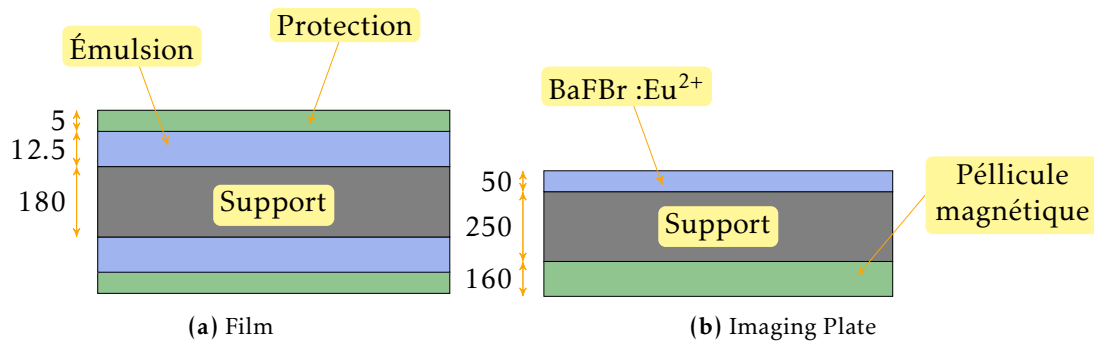 Protection
Émulsion
5
12.5
180
Support
(a) Film
BaFBr :Eu²⁺
50
250
160
Support
Péllicule
magnétique
(b) Imaging Plate